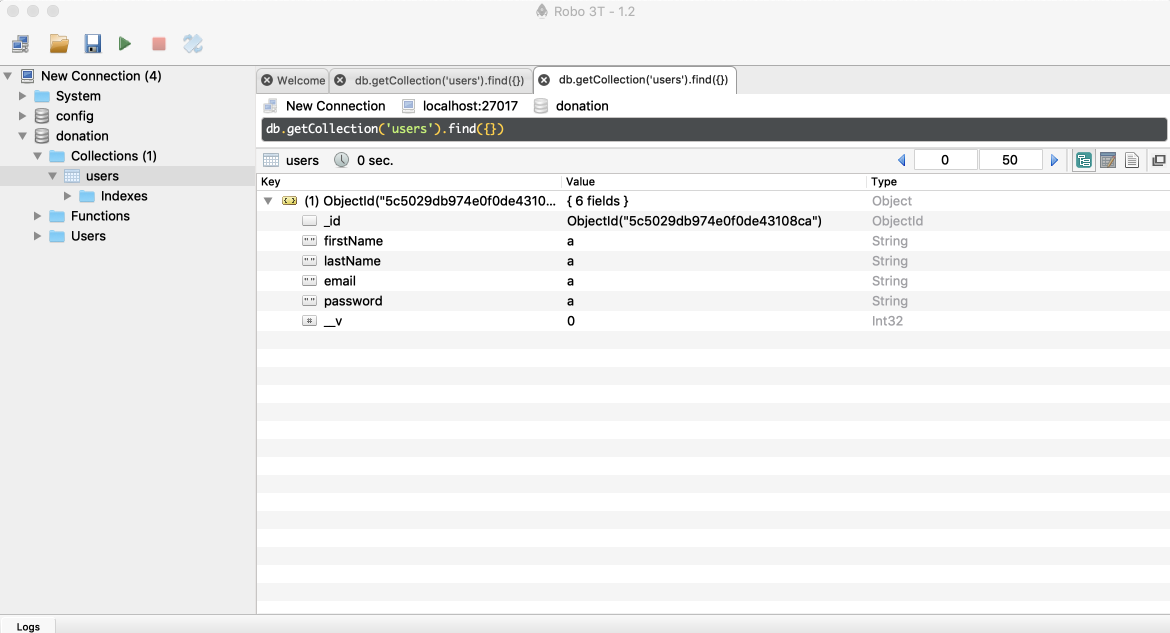 Robo 3T - 1.2
New Connection (4)
System
config
donation
Collections (1)
users
Indexes
Functions
Users
Welcome db.getCollection('users').find({}) db.getCollection('users').find({})
New Connection localhost:27017 donation
db.getCollection('users').find({})
users 0 sec. 0 50
Key Value Type
(1) ObjectId("5c5029db974e0f0de4310... { 6 fields } Object
_id ObjectId("5c5029db974e0f0de43108ca") ObjectId
"" firstName a String
"" lastName a String
"" email a String
"" password a String
# __v 0 Int32
Logs